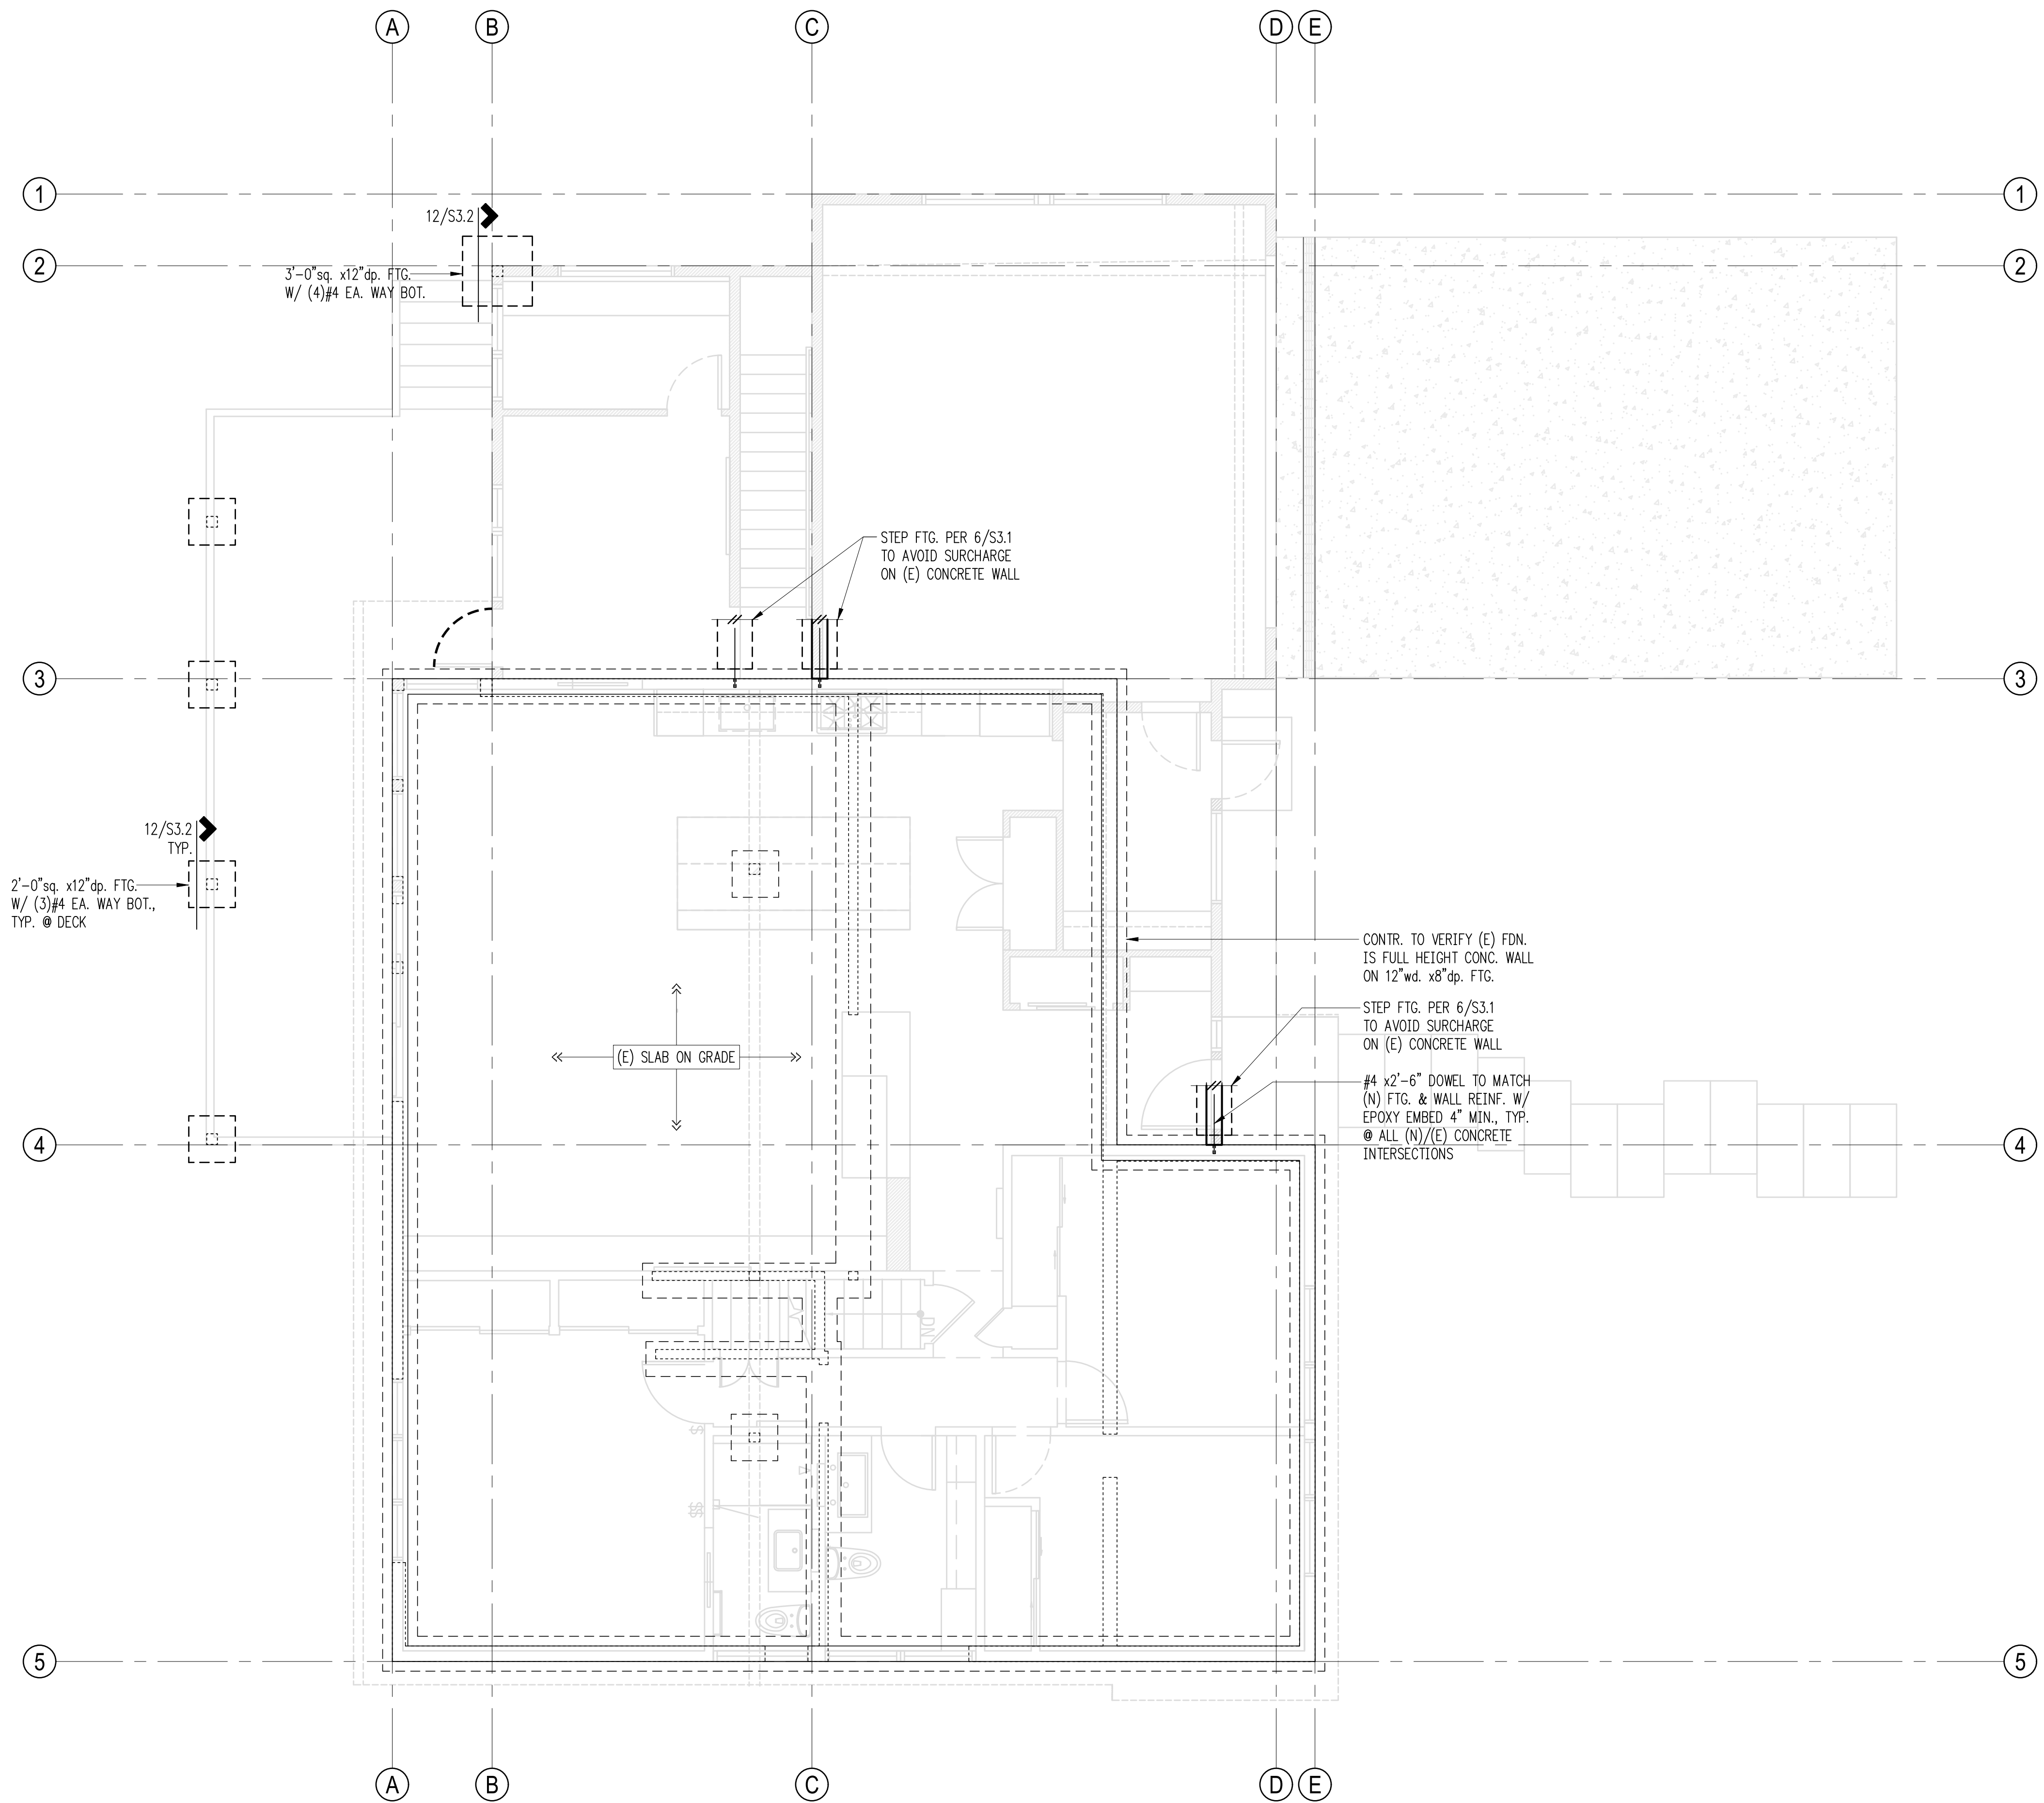 A
B
C
D
E
1
1
12/S3.2
2
2
3'-0"sq. x12"dp. FTG.
W/ (4)#4 EA. WAY BOT.
STEP FTG. PER 6/S3.1
TO AVOID SURCHARGE
ON (E) CONCRETE WALL
3
3
12/S3.2
TYP.
2'-0"sq. x12"dp. FTG.
W/ (3)#4 EA. WAY BOT.,
TYP. @ DECK
CONTR. TO VERIFY (E) FDN.
IS FULL HEIGHT CONC. WALL
ON 12"wd. x8"dp. FTG.
STEP FTG. PER 6/S3.1
TO AVOID SURCHARGE
ON (E) CONCRETE WALL
(E) SLAB ON GRADE
#4 x2'-6" DOWEL TO MATCH
(N) FTG. & WALL REINF. W/
EPOXY EMBED 4" MIN., TYP.
@ ALL (N)/(E) CONCRETE
INTERSECTIONS
4
4
DN
5
5
A
B
C
D
E